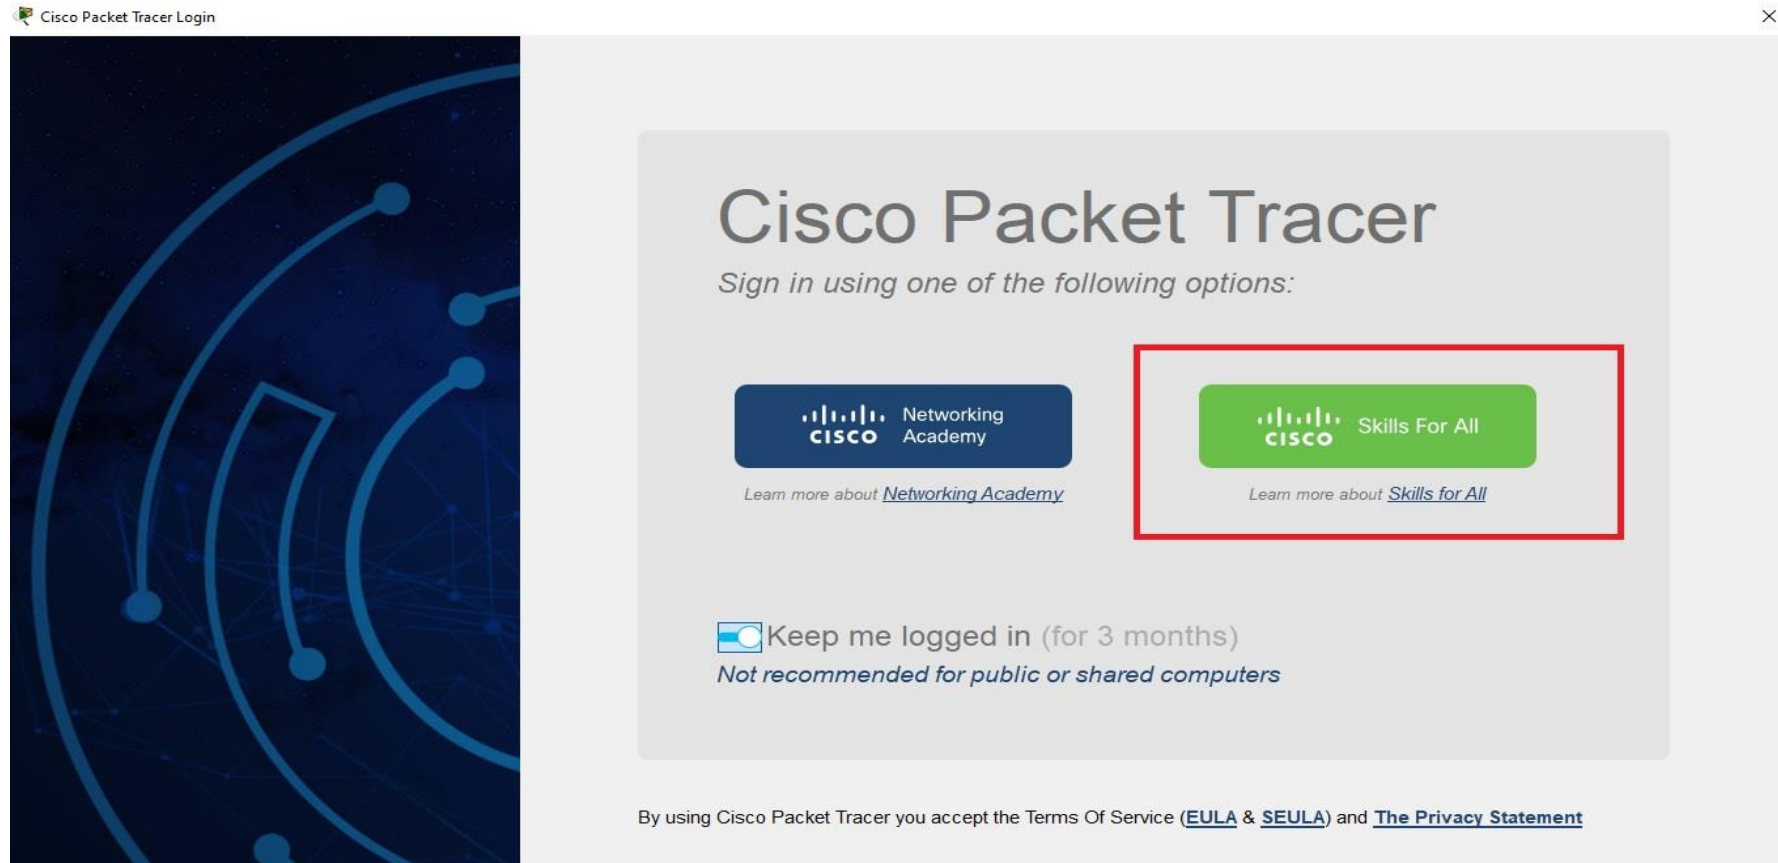 Cisco Packet Tracer Login
Cisco Packet Tracer
Sign in using one of the following options:
CISCO Networking Academy
Learn more about Networking Academy
CISCO Skills For All
Learn more about Skills for All
Keep me logged in (for 3 months)
Not recommended for public or shared computers
By using Cisco Packet Tracer you accept the Terms Of Service (EULA & SEULA) and The Privacy Statement